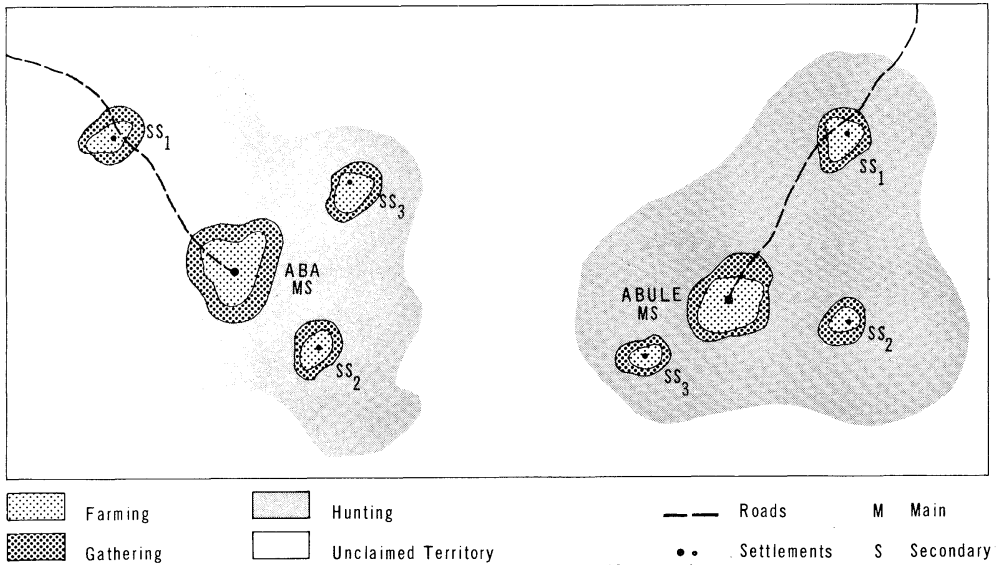 SS1
SS3
ABA
MS
SS2
SS1
ABULE
MS
SS2
SS3
Farming
Hunting
Roads
M Main
Gathering
Unclaimed Territory
Settlements
S Secondary